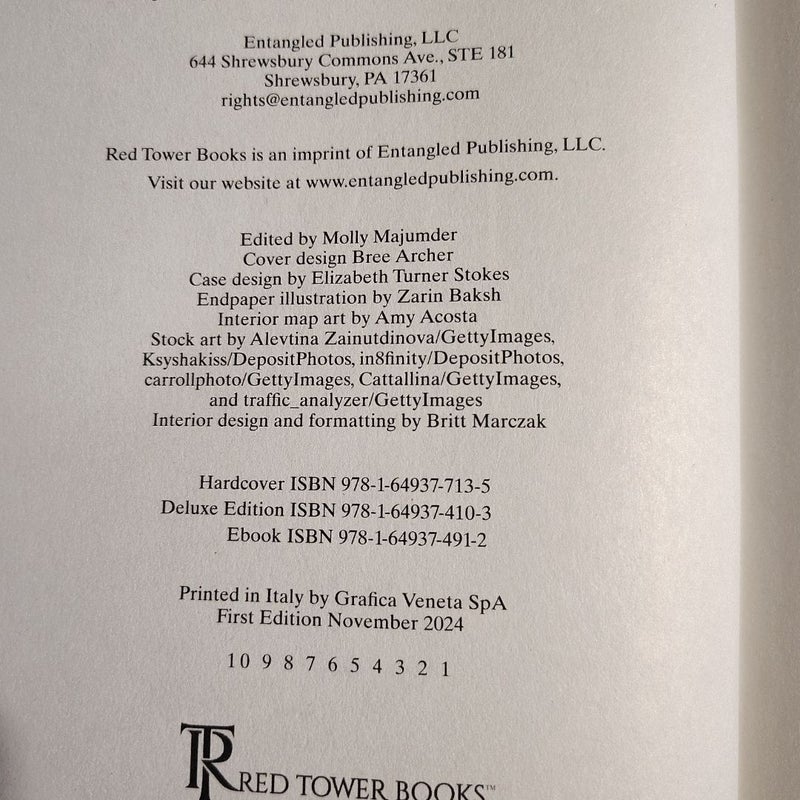 Entangled Publishing, LLC
644 Shrewsbury Commons Ave., STE 181
Shrewsbury, PA 17361
rights@entangledpublishing.com
Red Tower Books is an imprint of Entangled Publishing, LLC.
Visit our website at www.entangledpublishing.com.
Edited by Molly Majumder
Cover design Bree Archer
Case design by Elizabeth Turner Stokes
Endpaper illustration by Zarin Baksh
Interior map art by Amy Acosta
Stock art by Alevtina Zainutdinova/GettyImages,
Ksyshakiss/DepositPhotos, in8finity/DepositPhotos,
carrollphoto/GettyImages, Cattallina/GettyImages,
and traffic_analyzer/GettyImages
Interior design and formatting by Britt Marczak
Hardcover ISBN 978-1-64937-713-5
Deluxe Edition ISBN 978-1-64937-410-3
Ebook ISBN 978-1-64937-491-2
Printed in Italy by Grafica Veneta SpA
First Edition November 2024
10 9 8 7 6 5 4 3 2 1
TR RED TOWER BOOKS™